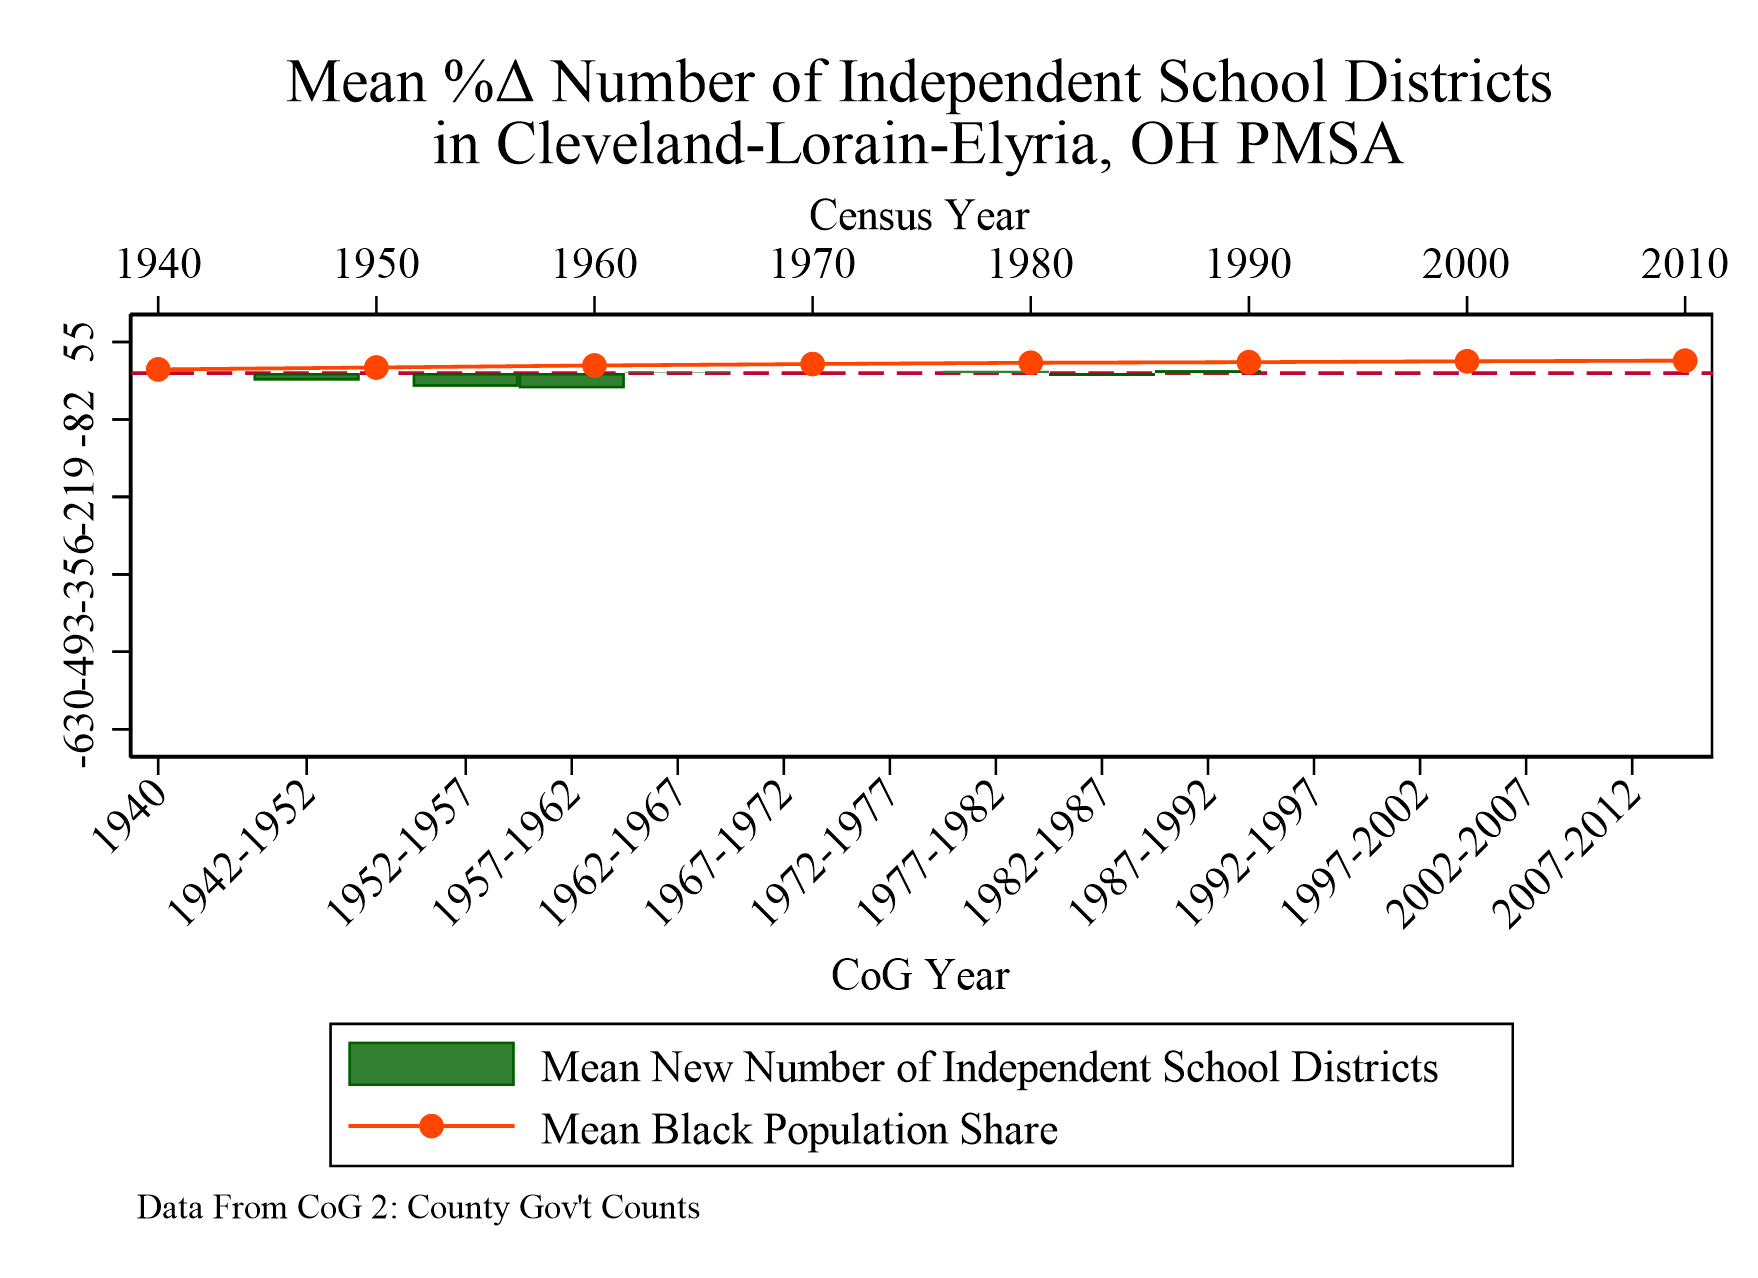 Mean %Δ Number of Independent School Districts
in Cleveland-Lorain-Elyria, OH PMSA
Census Year
1940 1950 1960 1970 1980 1990 2000 2010
55
-82
-219
-356
-493
-630
1940 1942-1952 1952-1957 1957-1962 1962-1967 1967-1972 1972-1977 1977-1982 1982-1987 1987-1992 1992-1997 1997-2002 2002-2007 2007-2012
CoG Year
Mean New Number of Independent School Districts
Mean Black Population Share
Data From CoG 2: County Gov't Counts